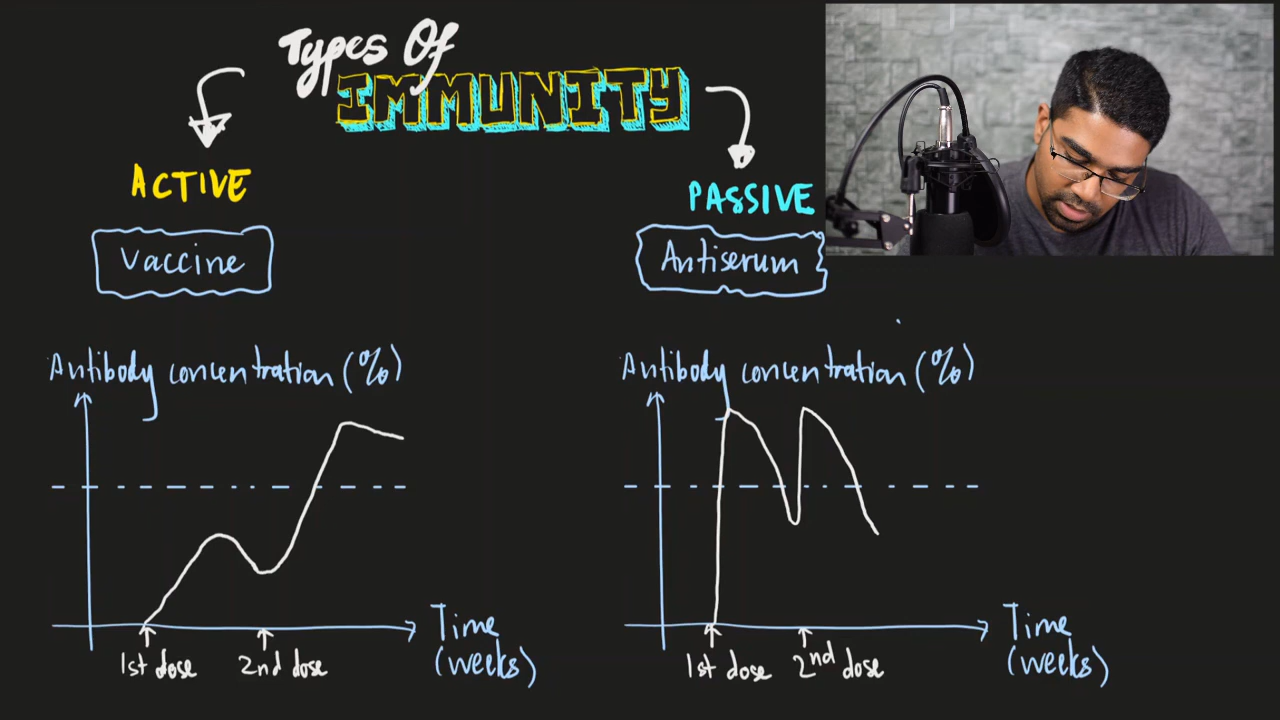 Types Of
IMMUNITY
ACTIVE
Vaccine
Antibody concentration (%)
Time
(weeks)
1st dose
2nd dose
PASSIVE
Antiserum
Antibody concentration (%)
Time
(weeks)
1st dose
2nd dose